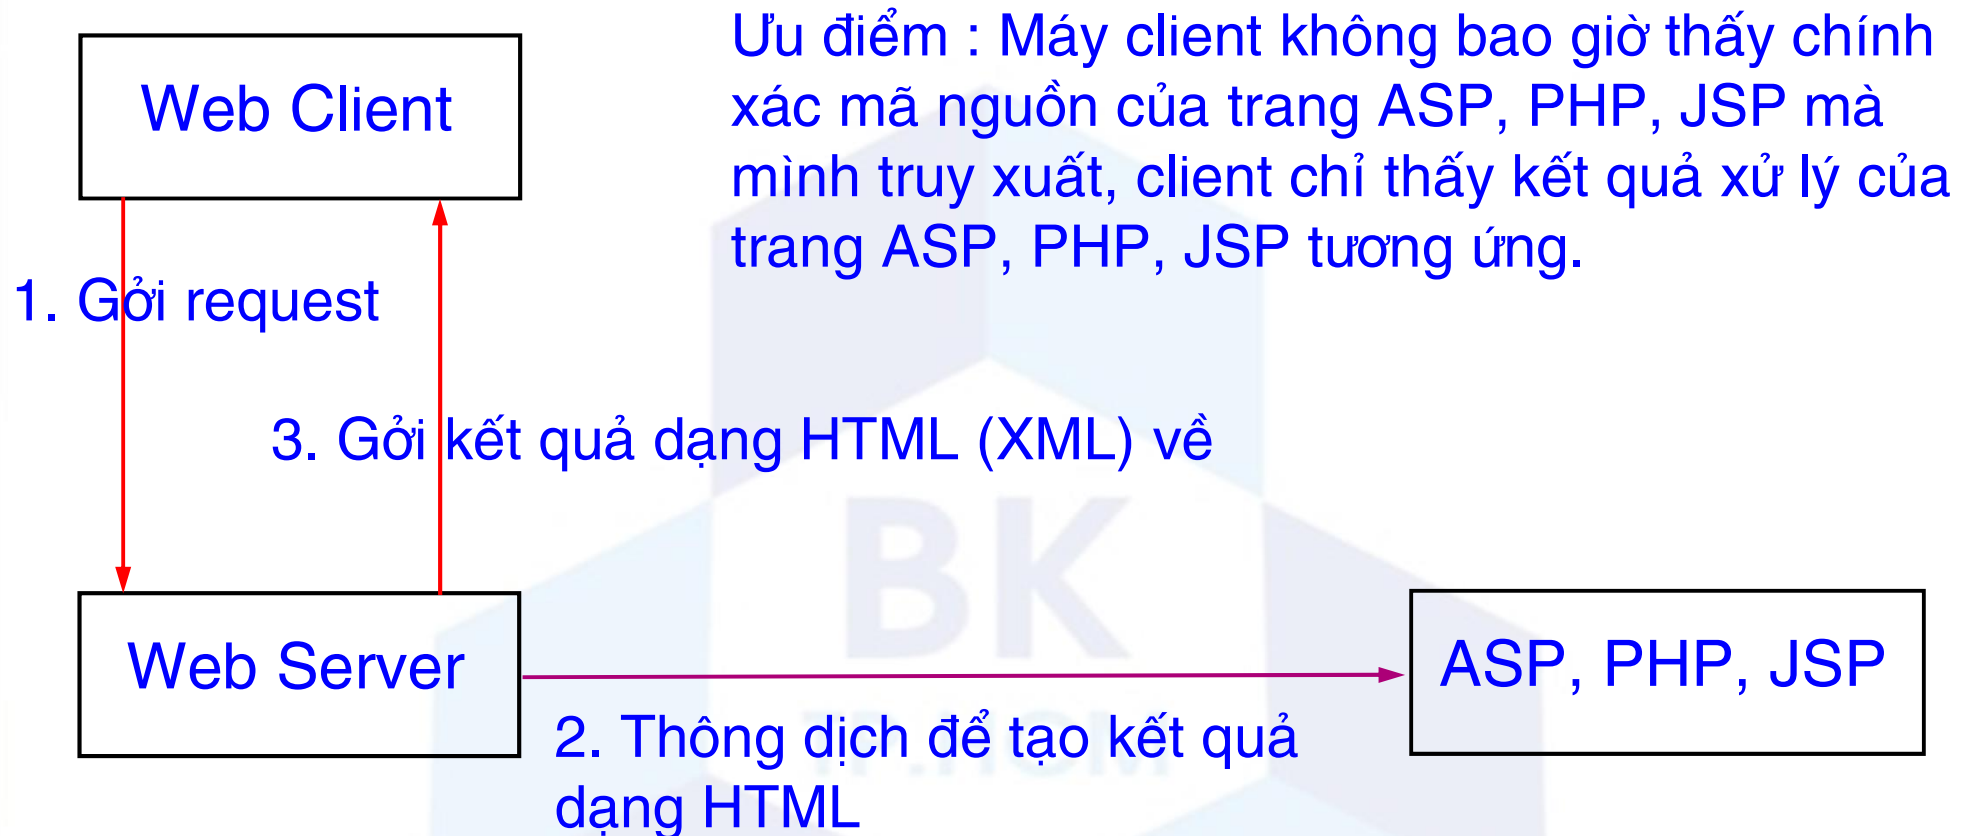 Web Client
Ưu điểm : Máy client không bao giờ thấy chính
xác mã nguồn của trang ASP, PHP, JSP mà
mình truy xuất, client chỉ thấy kết quả xử lý của
trang ASP, PHP, JSP tương ứng.
1. Gởi request
3. Gởi kết quả dạng HTML (XML) về
BK
TP.HCM
Web Server
ASP, PHP, JSP
2. Thông dịch để tạo kết quả
dạng HTML